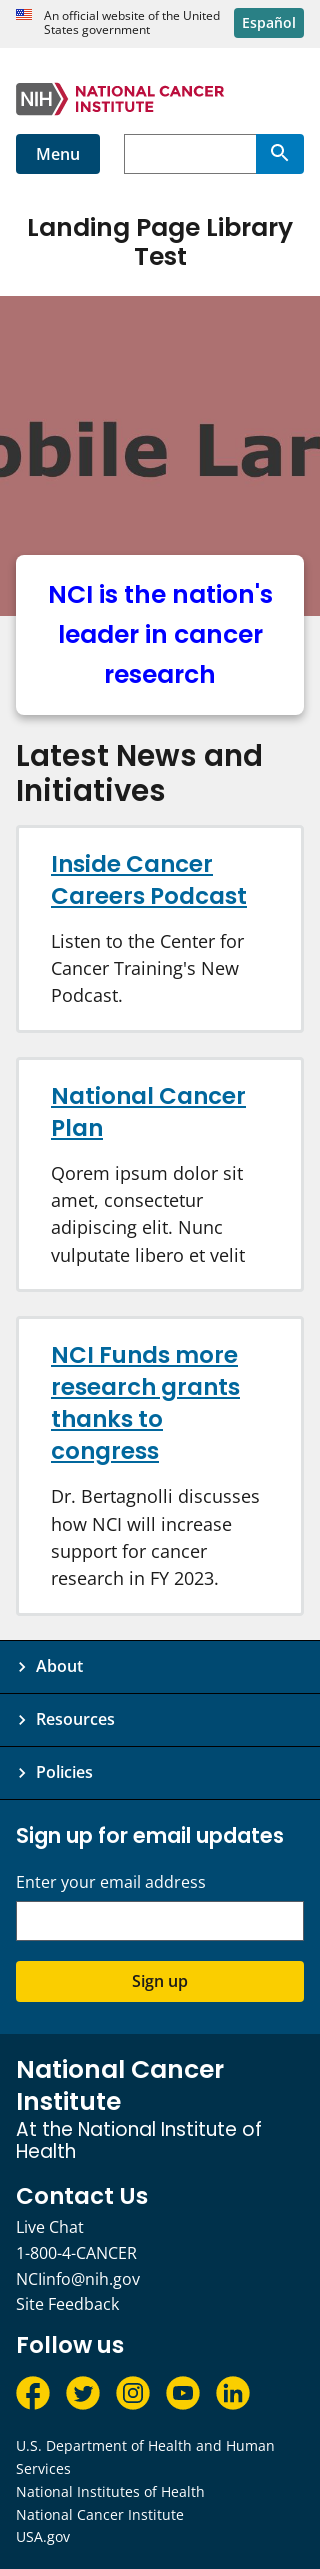 An official website of the United
States government
Español
NIH
NATIONAL CANCER
INSTITUTE
Menu
Landing Page Library
Test
obile Lan
NCI is the nation's
leader in cancer
research
Latest News and
Initiatives
Inside Cancer
Careers Podcast
Listen to the Center for
Cancer Training's New
Podcast.
National Cancer
Plan
Qorem ipsum dolor sit
amet, consectetur
adipiscing elit. Nunc
vulputate libero et velit
NCI Funds more
research grants
thanks to
congress
Dr. Bertagnolli discusses
how NCI will increase
support for cancer
research in FY 2023.
About
Resources
Policies
Sign up for email updates
Enter your email address
Sign up
National Cancer
Institute
At the National Institute of
Health
Contact Us
Live Chat
1-800-4-CANCER
NCIinfo@nih.gov
Site Feedback
Follow us
U.S. Department of Health and Human
Services
National Institutes of Health
National Cancer Institute
USA.gov